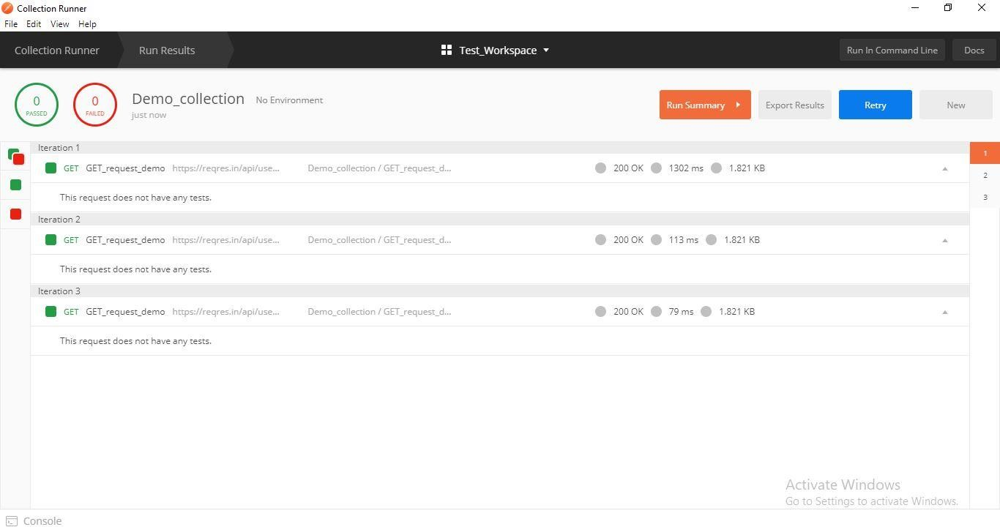 Collection Runner
File Edit View Help
Collection Runner Run Results Test_Workspace Run In Command Line Docs
0 PASSED
0 FAILED
Demo_collection No Environment
just now
Run Summary Export Results Retry New
Iteration 1
GET GET_request_demo https://reqres.in/api/use... Demo_collection / GET_request_d... 200 OK 1302 ms 1.821 KB
This request does not have any tests.
Iteration 2
GET GET_request_demo https://reqres.in/api/use... Demo_collection / GET_request_d... 200 OK 113 ms 1.821 KB
This request does not have any tests.
Iteration 3
GET GET_request_demo https://reqres.in/api/use... Demo_collection / GET_request_d... 200 OK 79 ms 1.821 KB
This request does not have any tests.
1
2
3
Activate Windows
Go to Settings to activate Windows.
Console